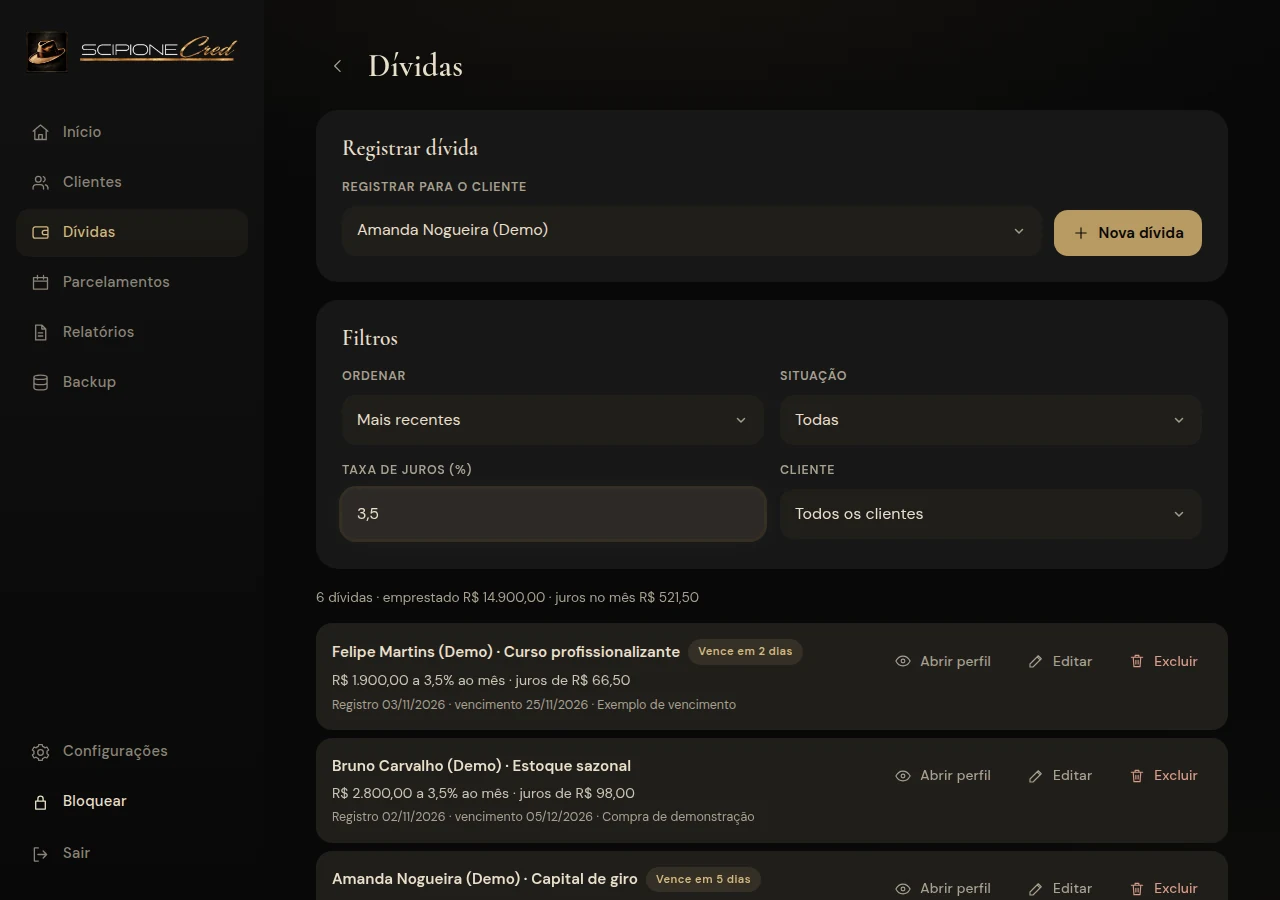 SCIPIONE Cred
Início
Clientes
Dívidas
Parcelamentos
Relatórios
Backup
Configurações
Bloquear
Sair
Dívidas
Registrar dívida
REGISTRAR PARA O CLIENTE
Amanda Nogueira (Demo)
Nova dívida
Filtros
ORDENAR
SITUAÇÃO
Mais recentes
Todas
TAXA DE JUROS (%)
CLIENTE
3,5
Todos os clientes
6 dívidas · emprestado R$ 14.900,00 · juros no mês R$ 521,50
Felipe Martins (Demo) · Curso profissionalizante Vence em 2 dias
Abrir perfil Editar Excluir
R$ 1.900,00 a 3,5% ao mês · juros de R$ 66,50
Registro 03/11/2026 · vencimento 25/11/2026 · Exemplo de vencimento
Bruno Carvalho (Demo) · Estoque sazonal
Abrir perfil Editar Excluir
R$ 2.800,00 a 3,5% ao mês · juros de R$ 98,00
Registro 02/11/2026 · vencimento 05/12/2026 · Compra de demonstração
Amanda Nogueira (Demo) · Capital de giro Vence em 5 dias
Abrir perfil Editar Excluir